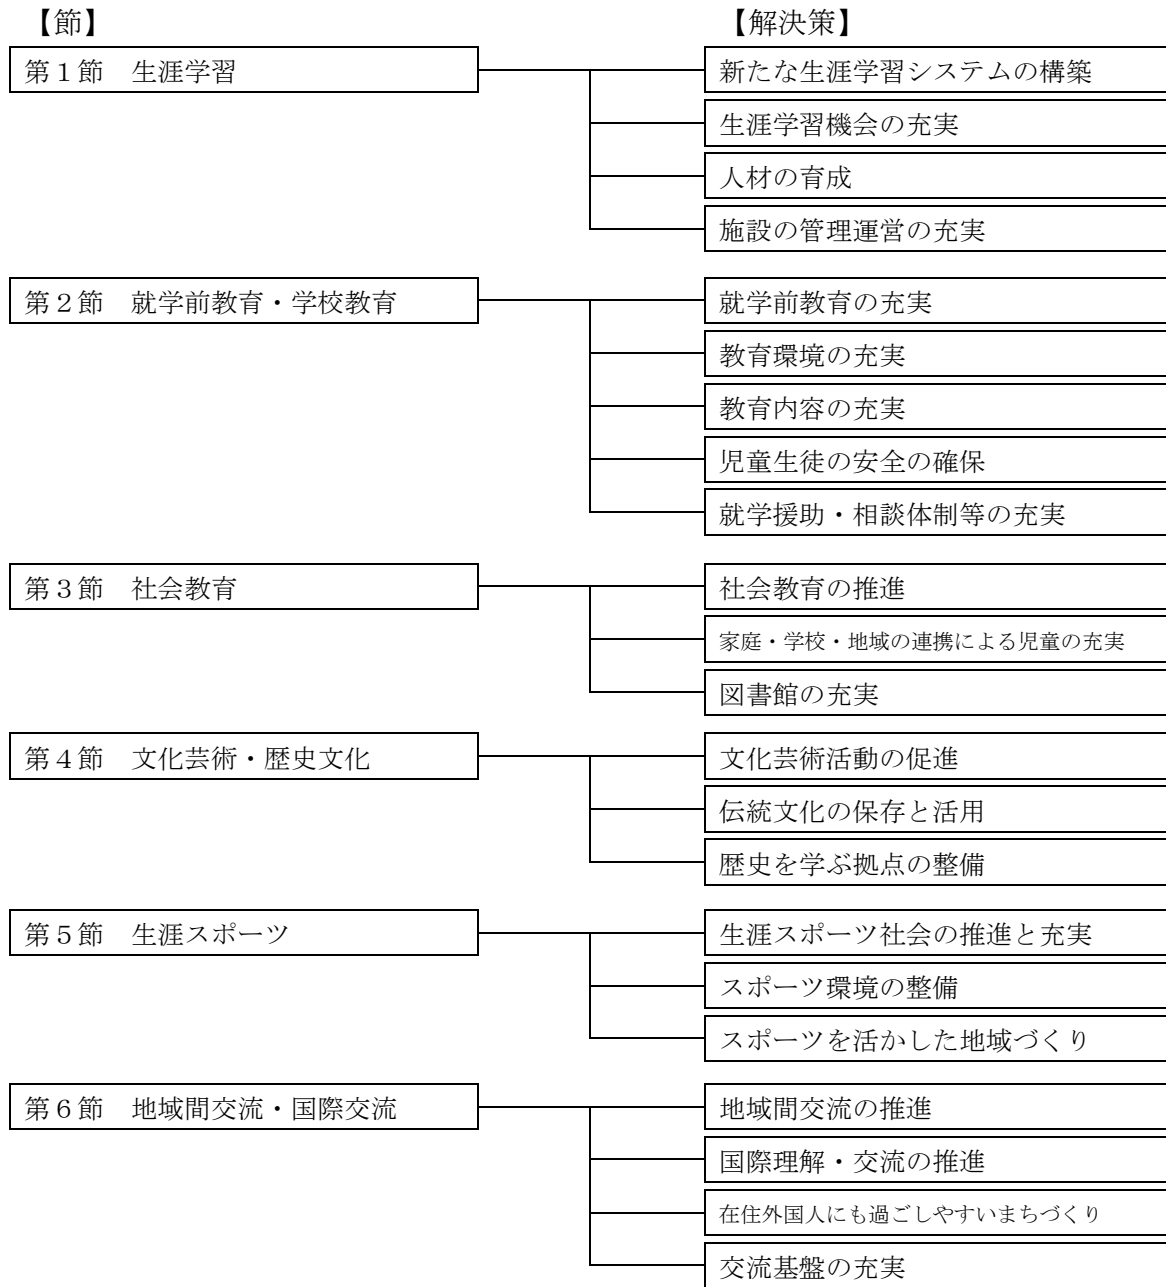 【節】　【解決策】
第１節　生涯学習　新たな生涯学習システムの構築
生涯学習機会の充実
人材の育成
施設の管理運営の充実
第２節　就学前教育・学校教育　就学前教育の充実
教育環境の充実
教育内容の充実
児童生徒の安全の確保
就学援助・相談体制等の充実
第３節　社会教育　社会教育の推進
家庭・学校・地域の連携による児童の充実
図書館の充実
第４節　文化芸術・歴史文化　文化芸術活動の促進
伝統文化の保存と活用
歴史を学ぶ拠点の整備
第５節　生涯スポーツ　生涯スポーツ社会の推進と充実
スポーツ環境の整備
スポーツを活かした地域づくり
第６節　地域間交流・国際交流　地域間交流の推進
国際理解・交流の推進
在住外国人にも過ごしやすいまちづくり
交流基盤の充実